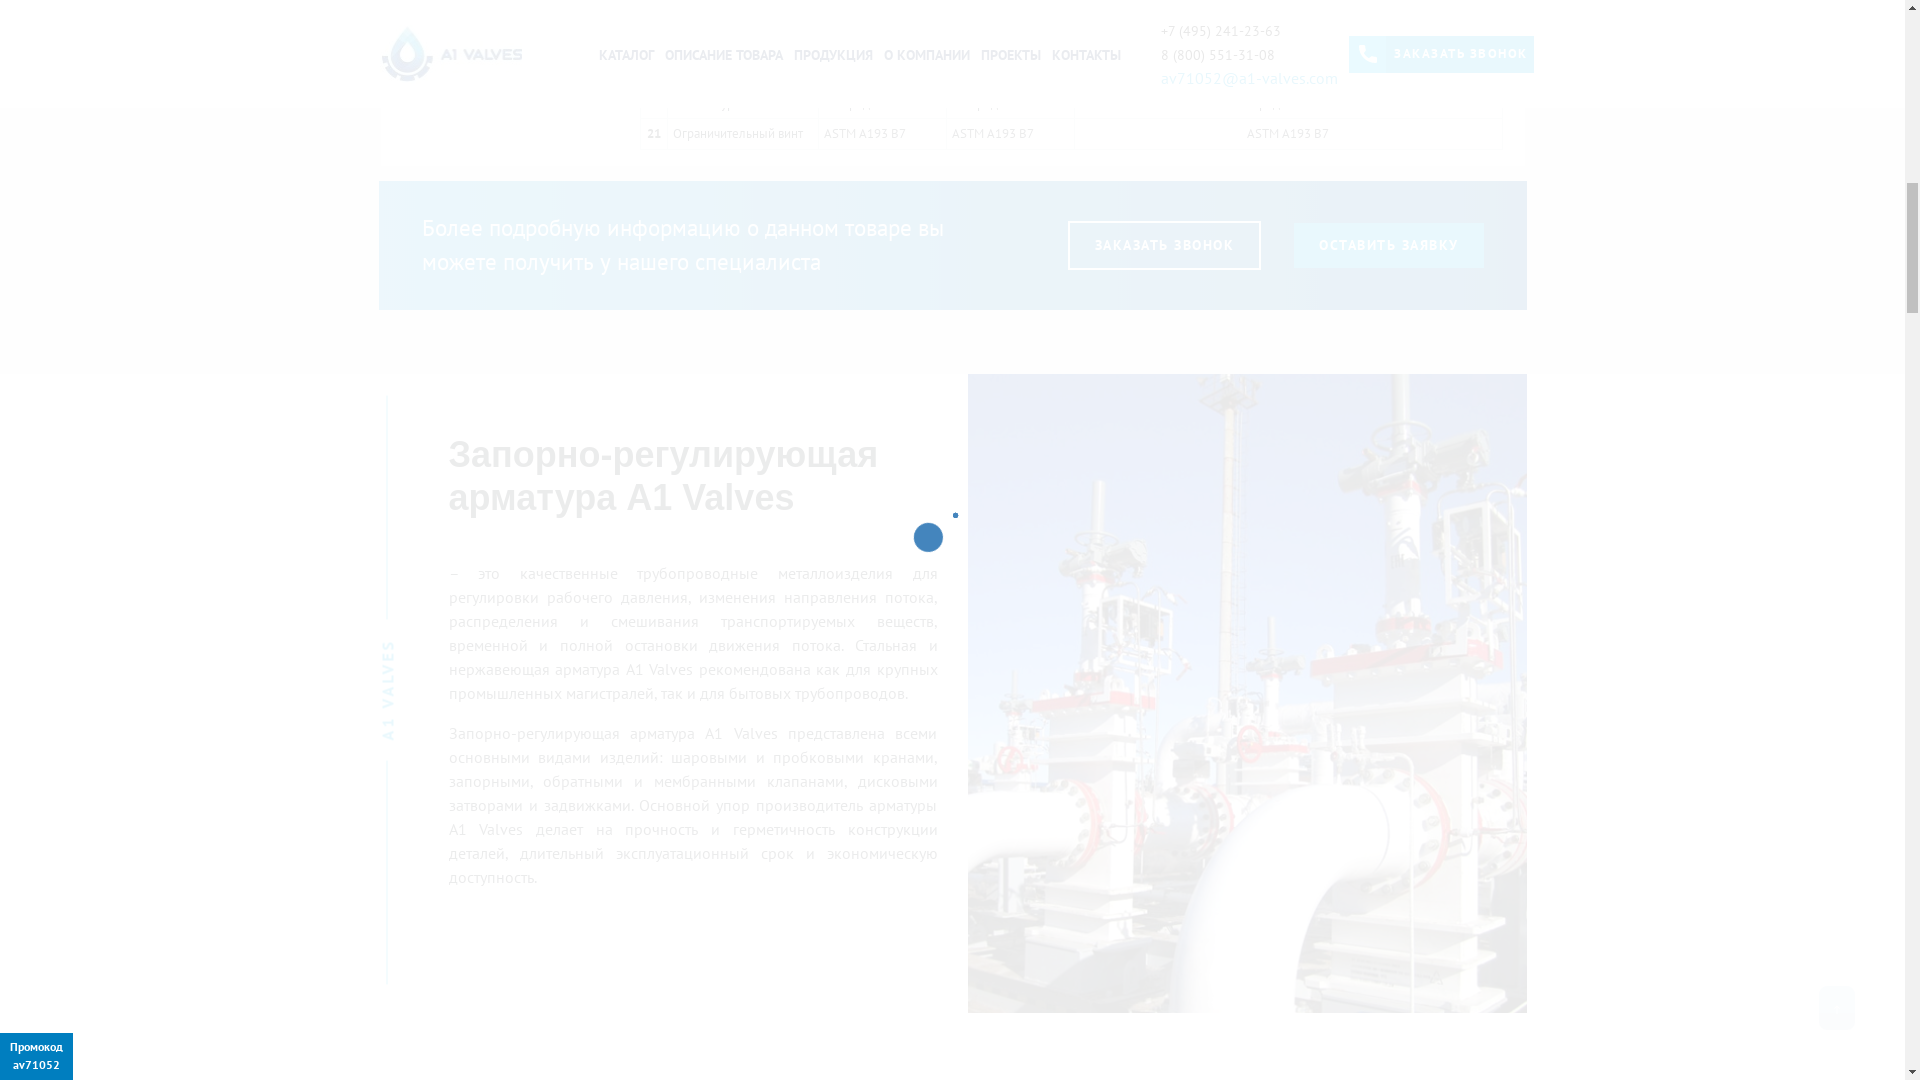 A1 VALVES
КАТАЛОГ ОПИСАНИЕ ТОВАРА ПРОДУКЦИЯ О КОМПАНИИ ПРОЕКТЫ КОНТАКТЫ
+7 (495) 241-23-63
8 (800) 551-31-08
av71052@a1-valves.com
ЗАКАЗАТЬ ЗВОНОК
21 Ограничительный винт ASTM A193 B7 ASTM A193 B7 ASTM A193 B7
Более подробную информацию о данном товаре вы
можете получить у нашего специалиста
ЗАКАЗАТЬ ЗВОНОК
ОСТАВИТЬ ЗАЯВКУ
A1 VALVES
Запорно-регулирующая
арматура A1 Valves
– это качественные трубопроводные металлоизделия для
регулировки рабочего давления, изменения направления потока,
распределения и смешивания транспортируемых веществ,
временной и полной остановки движения потока. Стальная и
нержавеющая арматура A1 Valves рекомендована как для крупных
промышленных магистралей, так и для бытовых трубопроводов.
Запорно-регулирующая арматура A1 Valves представлена всеми
основными видами изделий: шаровыми и пробковыми кранами,
запорными, обратными и мембранными клапанами, дисковыми
затворами и задвижками. Основной упор производитель арматуры
A1 Valves делает на прочность и герметичность конструкции
деталей, длительный эксплуатационный срок и экономическую
доступность.
Промокод
av71052